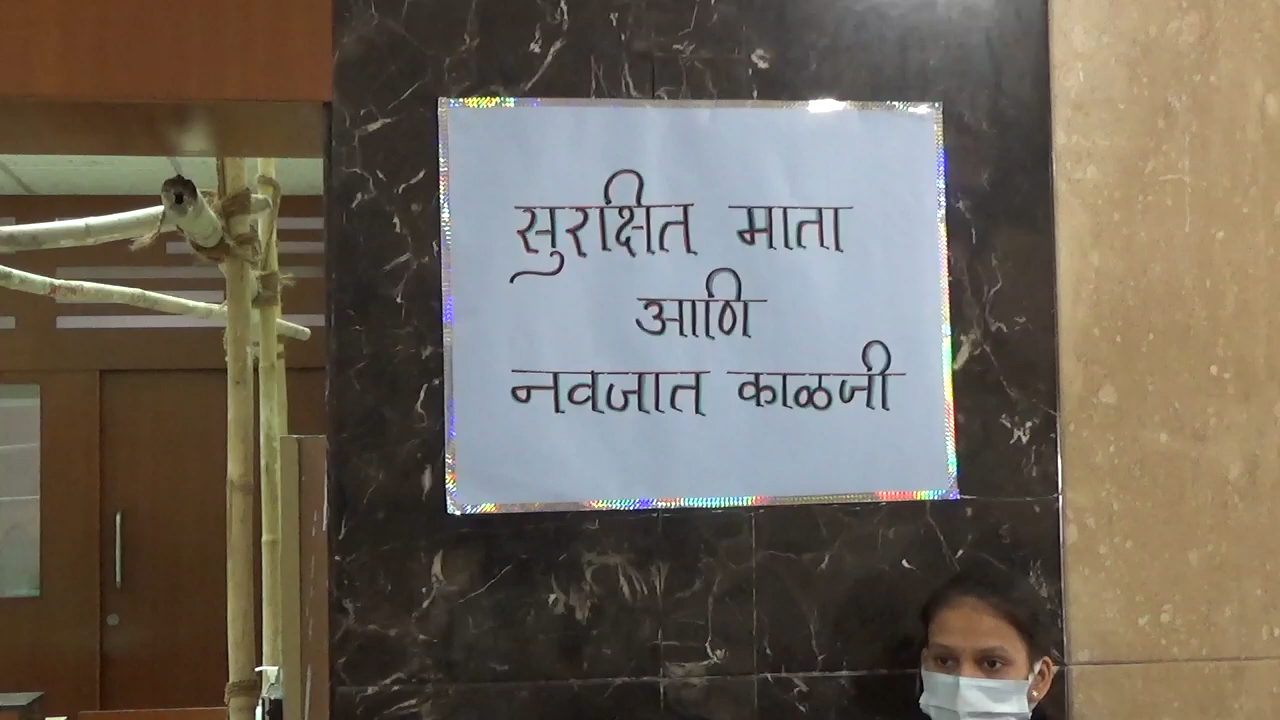 सुरक्षित माता
आणि
नवजात काळजी